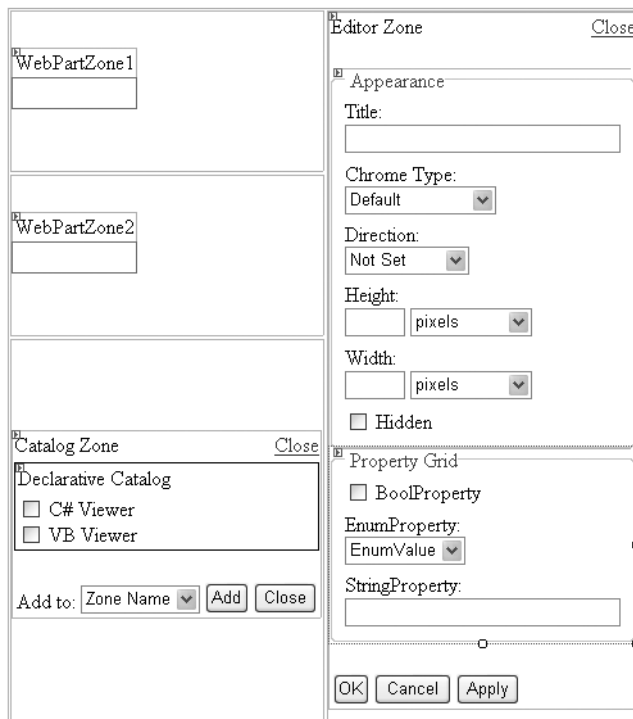 WebPartZone1
WebPartZone2
Catalog Zone Close
Declarative Catalog
C# Viewer
VB Viewer
Add to: Zone Name Add Close
Editor Zone Close
Appearance
Title:
Chrome Type:
Default
Direction:
Not Set
Height:
pixels
Width:
pixels
Hidden
Property Grid
BoolProperty
EnumProperty:
EnumValue
StringProperty:
OK Cancel Apply